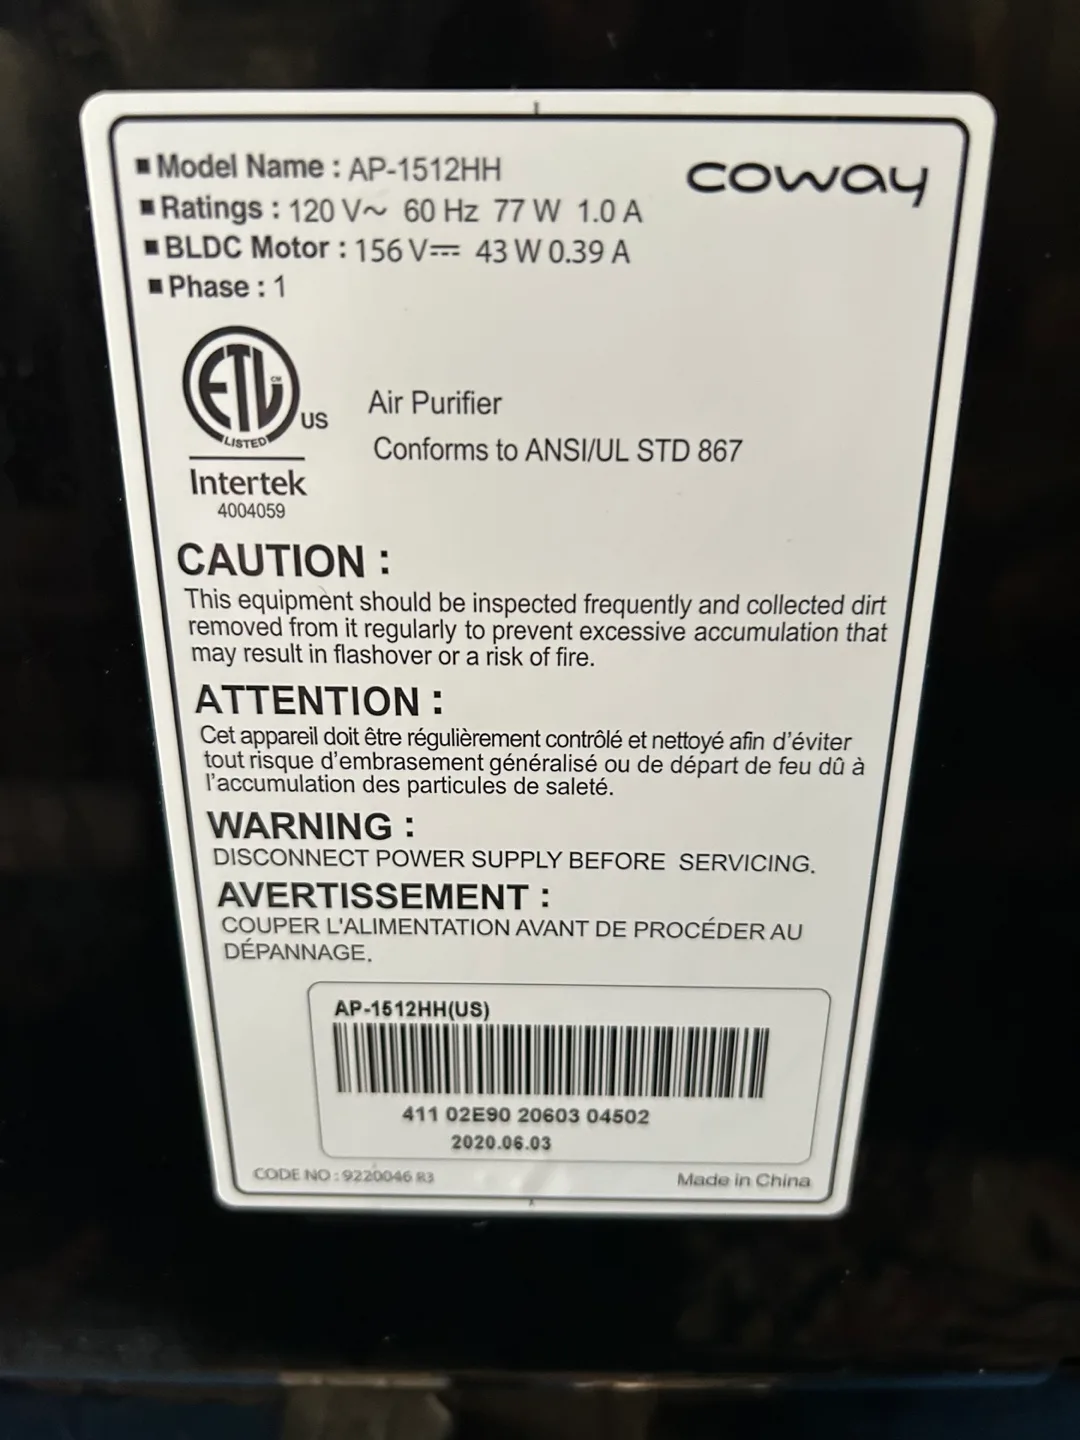 ■ Model Name : AP-1512HH
coway
■ Ratings : 120 V~ 60 Hz 77 W 1.0 A
■ BLDC Motor : 156 V⎓ 43 W 0.39 A
■ Phase : 1
ETL CM
LISTED
US
Intertek
4004059
Air Purifier
Conforms to ANSI/UL STD 867
CAUTION :
This equipment should be inspected frequently and collected dirt
removed from it regularly to prevent excessive accumulation that
may result in flashover or a risk of fire.
ATTENTION :
Cet appareil doit être régulièrement contrôlé et nettoyé afin d'éviter
tout risque d'embrasement généralisé ou de départ de feu dû à
l'accumulation des particules de saleté.
WARNING :
DISCONNECT POWER SUPPLY BEFORE SERVICING.
AVERTISSEMENT :
COUPER L'ALIMENTATION AVANT DE PROCÉDER AU
DÉPANNAGE.
AP-1512HH(US)
411 02E90 20603 04502
2020.06.03
CODE NO : 9220046 B3
Made in China